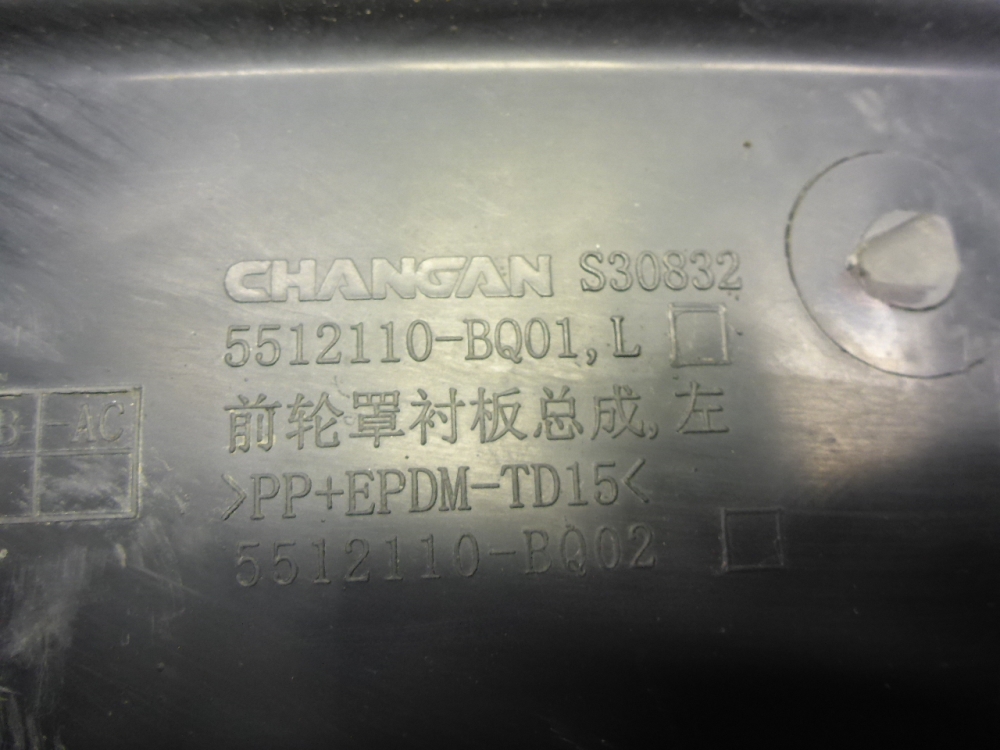 CHANGAN S30832
5512110-BQ01,L
前轮罩衬板总成,左
>PP+EPDM-TD15<
5512110-BQ02
B-AC